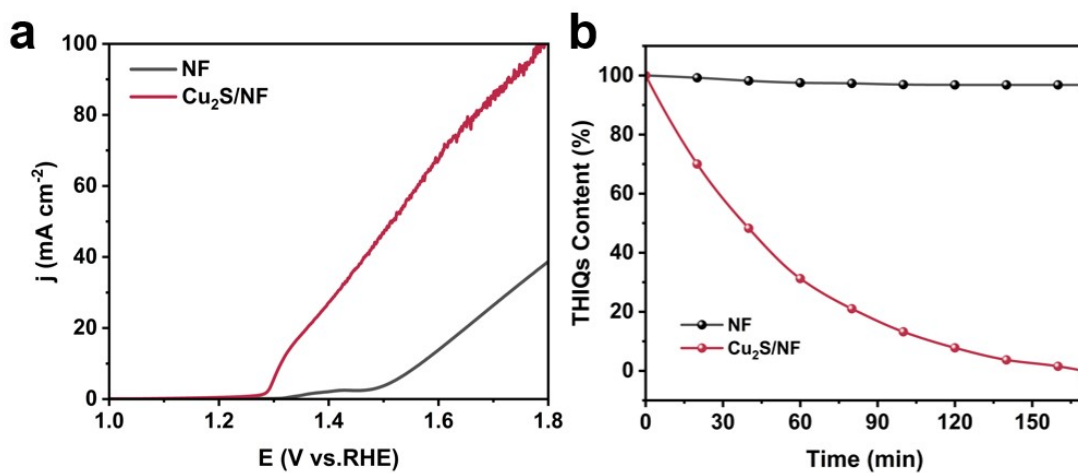 a
100
80
60
40
20
0
j (mA cm⁻²)
NF
Cu₂S/NF
1.0 1.2 1.4 1.6 1.8
E (V vs.RHE)
b
100
80
60
40
20
0
THIQs Content (%)
NF
Cu₂S/NF
0 30 60 90 120 150
Time (min)